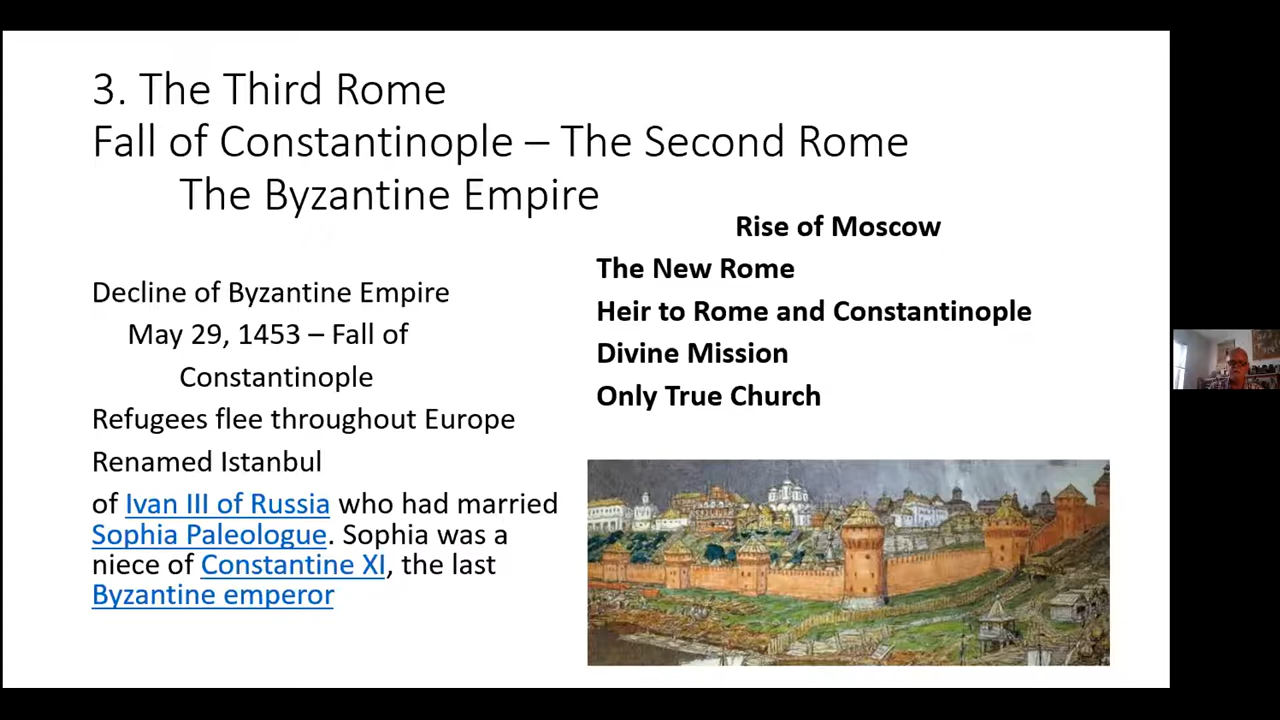 3. The Third Rome
Fall of Constantinople – The Second Rome
The Byzantine Empire
Decline of Byzantine Empire
May 29, 1453 – Fall of
Constantinople
Refugees flee throughout Europe
Renamed Istanbul
of Ivan III of Russia who had married
Sophia Paleologue. Sophia was a
niece of Constantine XI, the last
Byzantine emperor
Rise of Moscow
The New Rome
Heir to Rome and Constantinople
Divine Mission
Only True Church